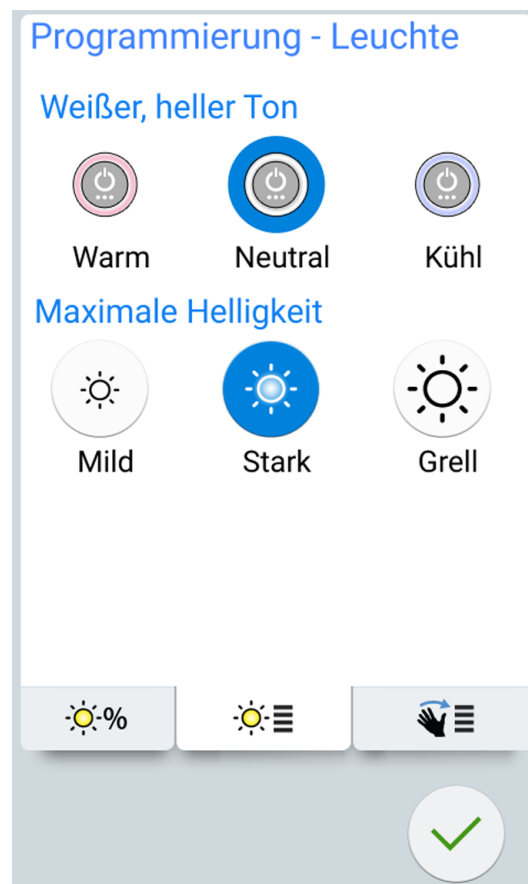 Programmierung - Leuchte
Weißer, heller Ton
Warm Neutral Kühl
Maximale Helligkeit
Mild Stark Grell
%